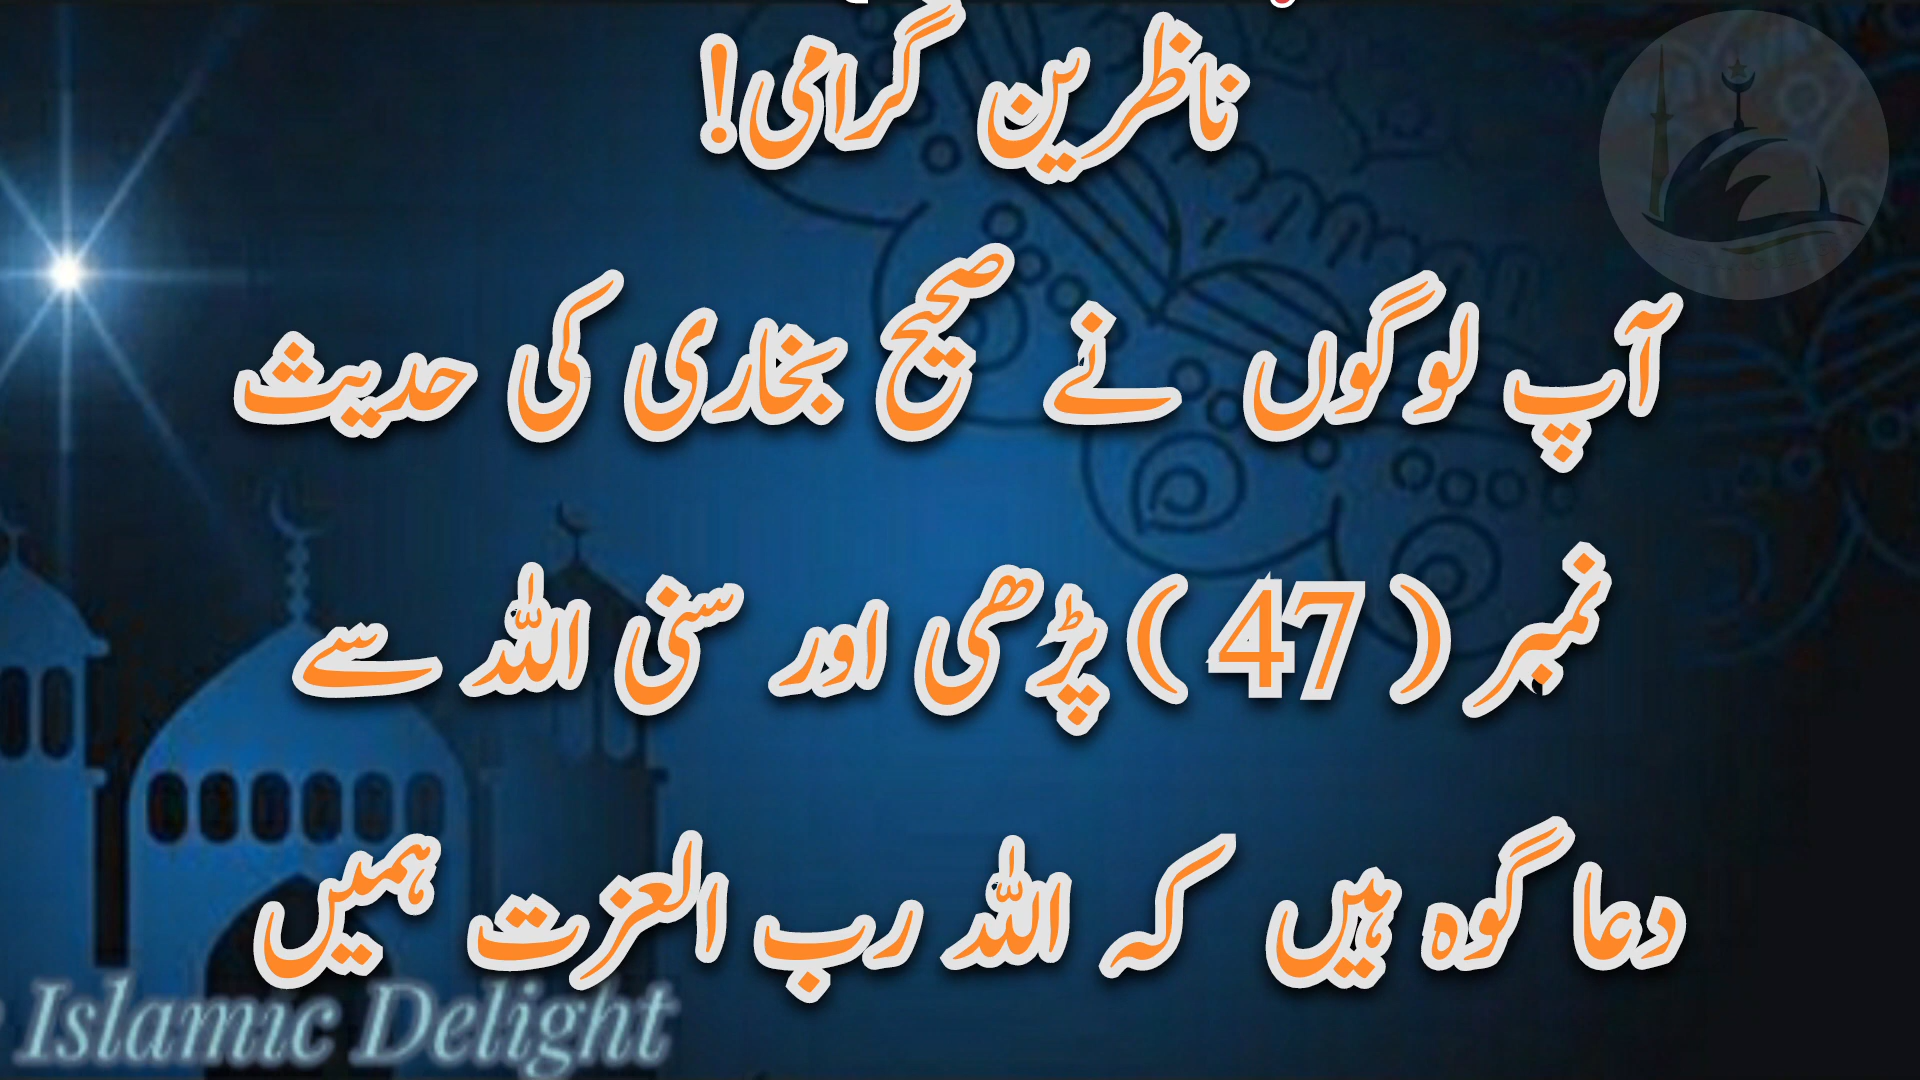 ناظرین گرامی!
آپ لوگوں نے صحیح بخاری کی حدیث
نمبر ( 47 ) پڑھی اور سنی اللہ سے
دعا گوہ ہیں کہ اللہ رب العزت ہمیں
Islamic Delight